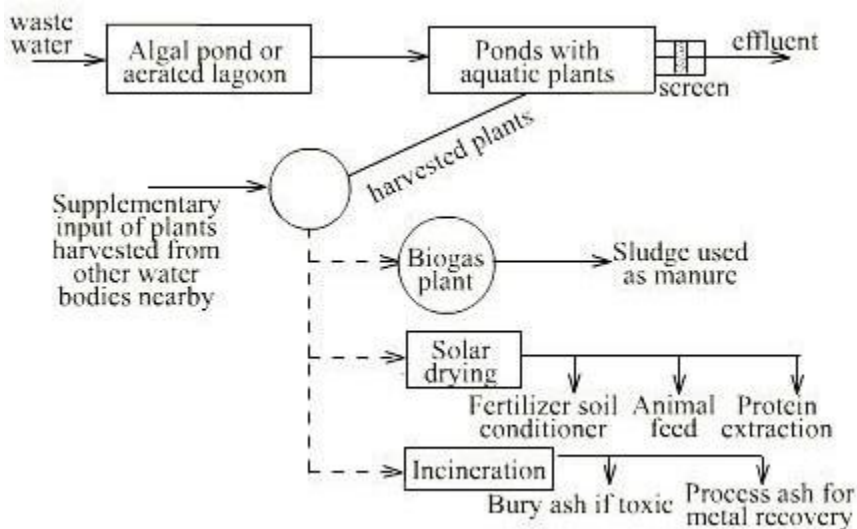 waste
water
Algal pond or
aerated lagoon
Ponds with
aquatic plants
effluent
screen
harvested plants
Supplementary
input of plants
harvested from
other water
bodies nearby
Biogas
plant
Sludge used
as manure
Solar
drying
Fertilizer soil
conditioner
Animal
feed
Protein
extraction
Incineration
Bury ash if toxic
Process ash for
metal recovery